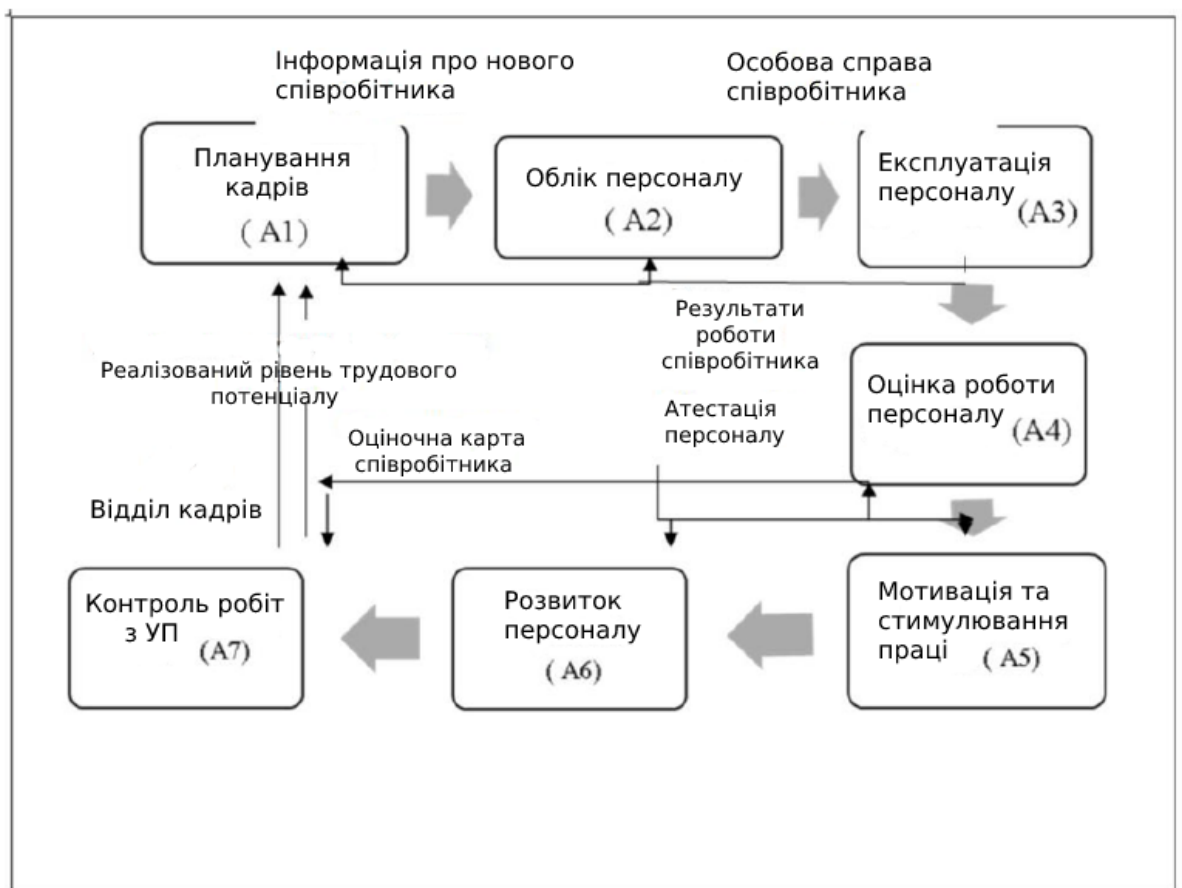 Інформація про нового
співробітника
Особова справа
співробітника
Планування
кадрів
( А1)
Облік персоналу
( А2)
Експлуатація
персоналу
(А3)
Результати
роботи
співробітника
Реалізований рівень трудового
потенціалу
Оцінка роботи
персоналу
(А4)
Атестація
персоналу
Оціночна карта
співробітника
Відділ кадрів
Контроль робіт
з УП
(А7)
Розвиток
персоналу
( А6)
Мотивація та
стимулювання
праці
( А5)